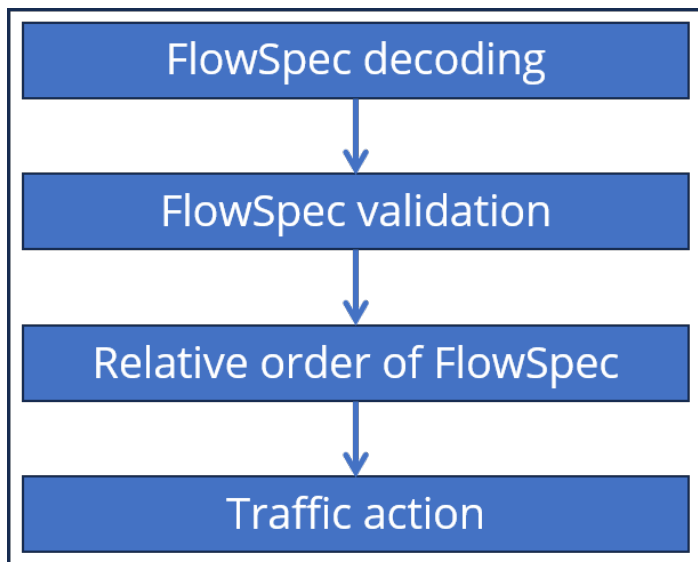 FlowSpec decoding
FlowSpec validation
Relative order of FlowSpec
Traffic action